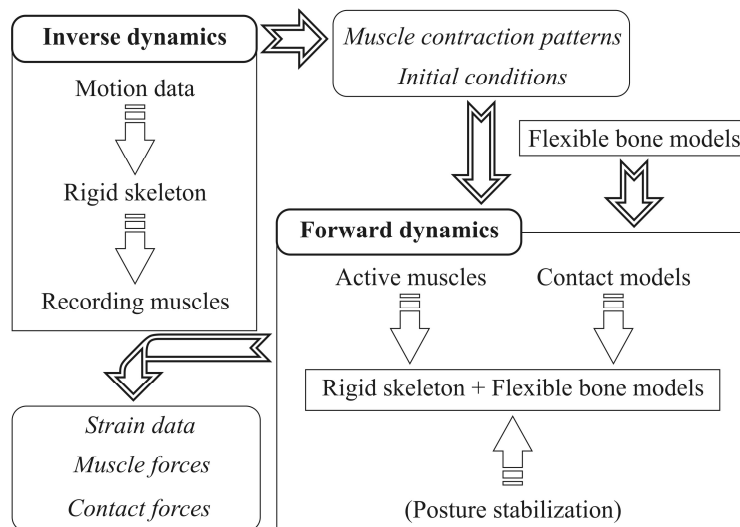 Inverse dynamics
Motion data
Rigid skeleton
Recording muscles
Muscle contraction patterns
Initial conditions
Flexible bone models
Forward dynamics
Active muscles
Contact models
Rigid skeleton + Flexible bone models
(Posture stabilization)
Strain data
Muscle forces
Contact forces